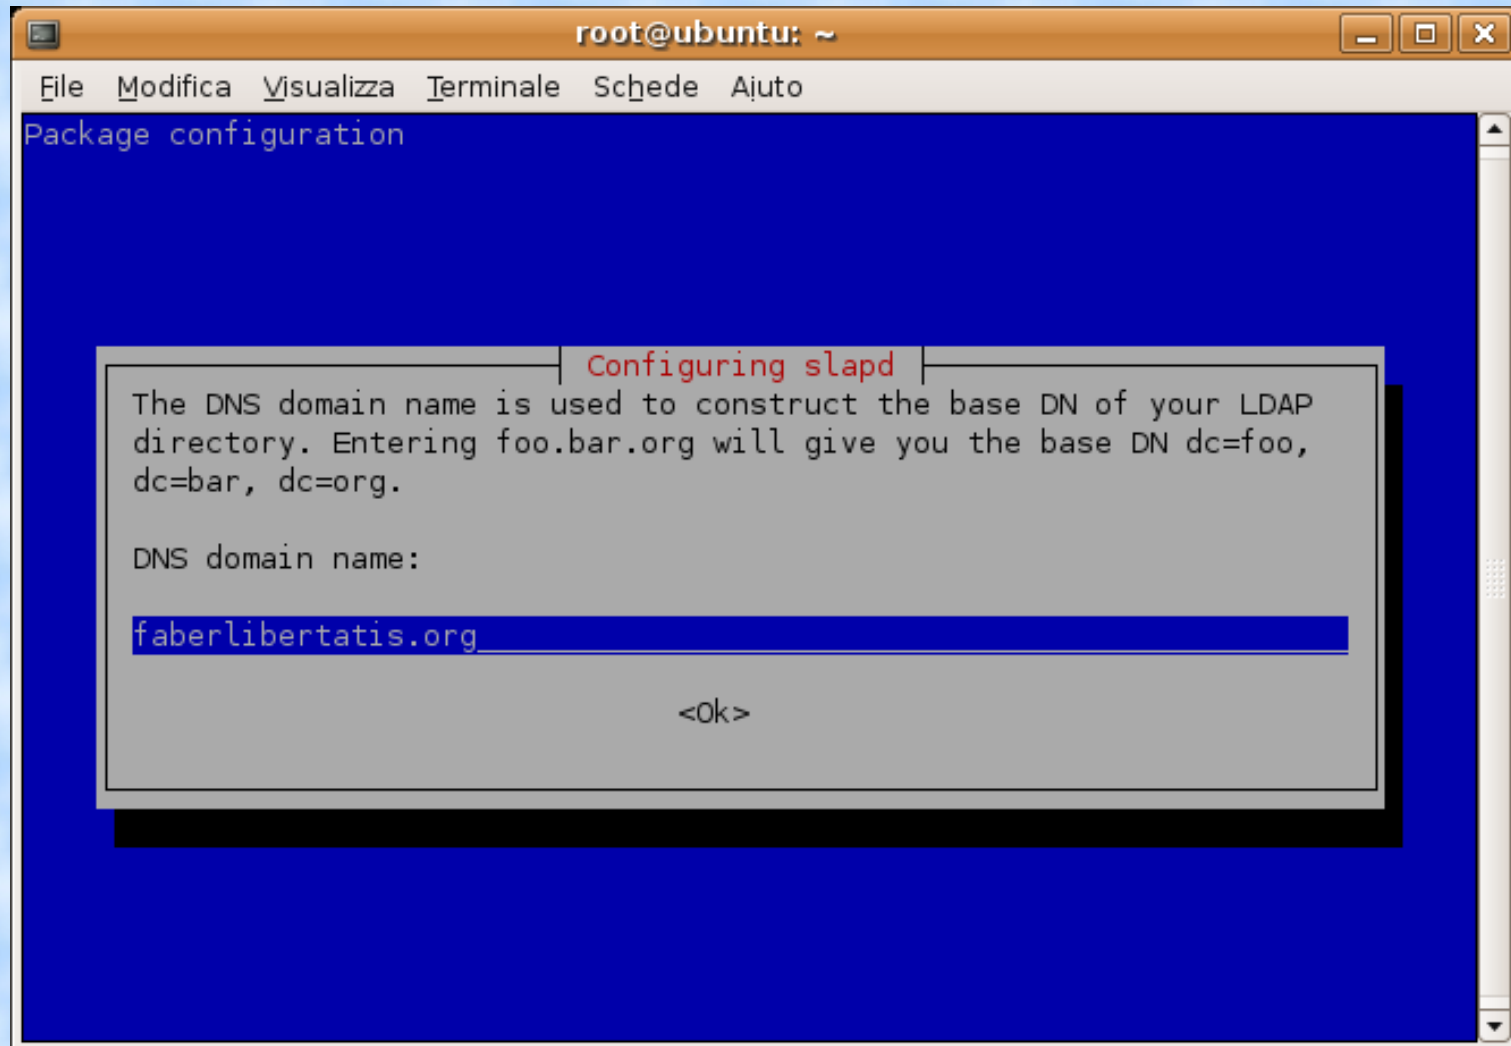 root@ubuntu: ~
File Modifica Visualizza Terminale Schede Aiuto
Package configuration
Configuring slapd
The DNS domain name is used to construct the base DN of your LDAP
directory. Entering foo.bar.org will give you the base DN dc=foo,
dc=bar, dc=org.
DNS domain name:
faberlibertatis.org
<Ok>